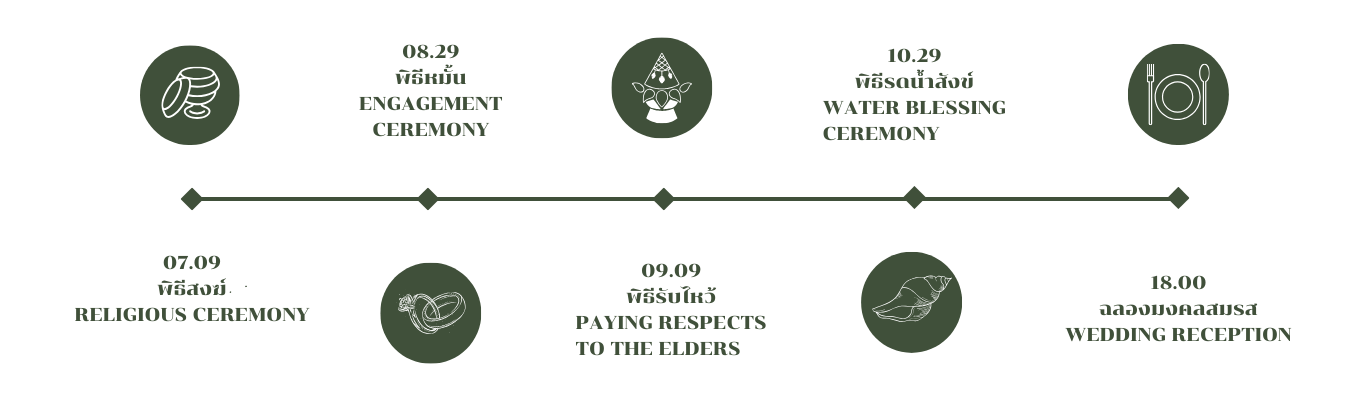 07.09
พิธีสงฆ์
RELIGIOUS CEREMONY
08.29
พิธีหมั้น
ENGAGEMENT
CEREMONY
09.09
พิธีรับไหว้
PAYING RESPECTS
TO THE ELDERS
10.29
พิธีรดน้ำสังข์
WATER BLESSING
CEREMONY
18.00
ฉลองมงคลสมรส
WEDDING RECEPTION